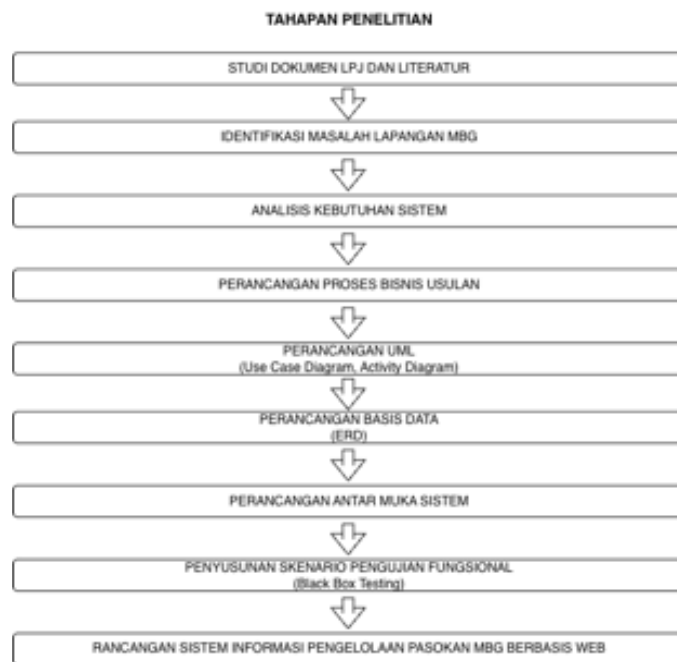 TAHAPAN PENELITIAN
STUDI DOKUMEN LPJ DAN LITERATUR
IDENTIFIKASI MASALAH LAPANGAN MBG
ANALISIS KEBUTUHAN SISTEM
PERANCANGAN PROSES BISNIS USULAN
PERANCANGAN UML
(Use Case Diagram, Activity Diagram)
PERANCANGAN BASIS DATA
(ERD)
PERANCANGAN ANTAR MUKA SISTEM
PENYUSUNAN SKENARIO PENGUJIAN FUNGSIONAL
(Black Box Testing)
RANCANGAN SISTEM INFORMASI PENGELOLAAN PASOKAN MBG BERBASIS WEB